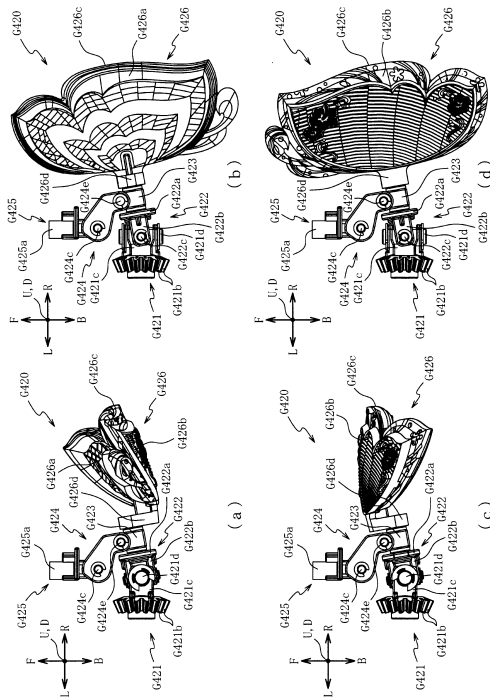 G420
G426c
G426
G426a
G426b
G426d
G422a
G423
G422
G424
G422b
G425a
G421d
G425
G424c
G424e
G421c
G421b
G421
U,D
F
R
L
B
(a)
G420
G426c
G426a
G426
G426d
G424e
G423
G425
G422a
G422
G425a
G424c
G422b
G421d
G422c
G424
G421c
G421b
G421
U,D
F
R
L
B
(b)
G420
G426c
G426
G426b
G426d
G422a
G423
G422
G424
G422b
G425a
G421d
G425
G424c
G424e
G421c
G421b
G421
U,D
F
R
L
B
(c)
G420
G426c
G426b
G426
G426d
G424e
G423
G425
G422a
G422
G425a
G424c
G422b
G421d
G422c
G424
G421c
G421b
G421
U,D
F
R
L
B
(d)